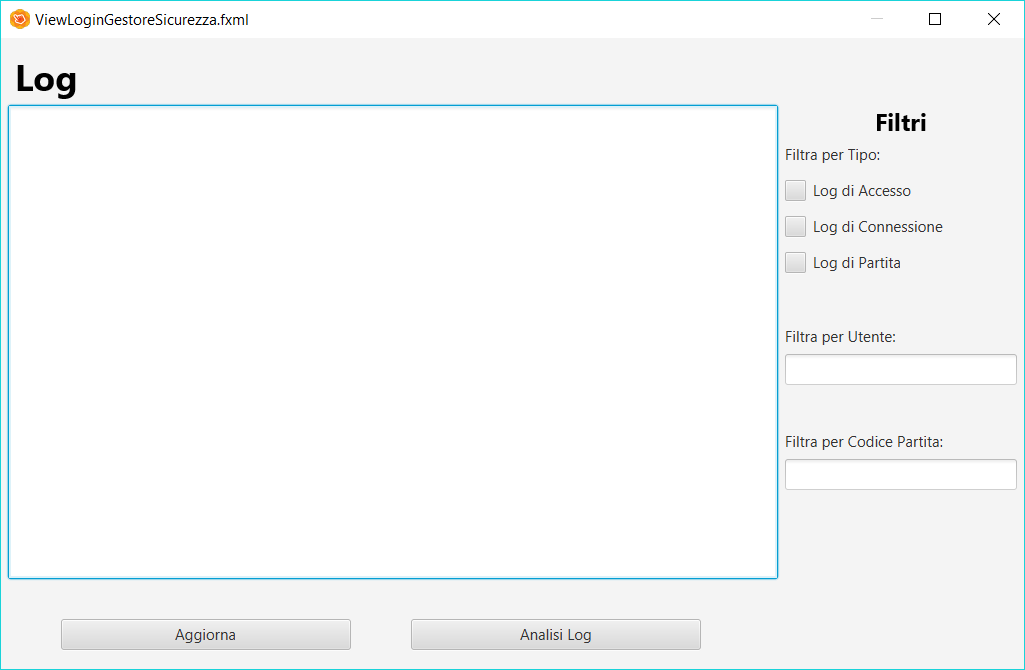 ViewLoginGestoreSicurezza.fxml
Log
Filtri
Filtra per Tipo:
Log di Accesso
Log di Connessione
Log di Partita
Filtra per Utente:
Filtra per Codice Partita:
Aggiorna
Analisi Log